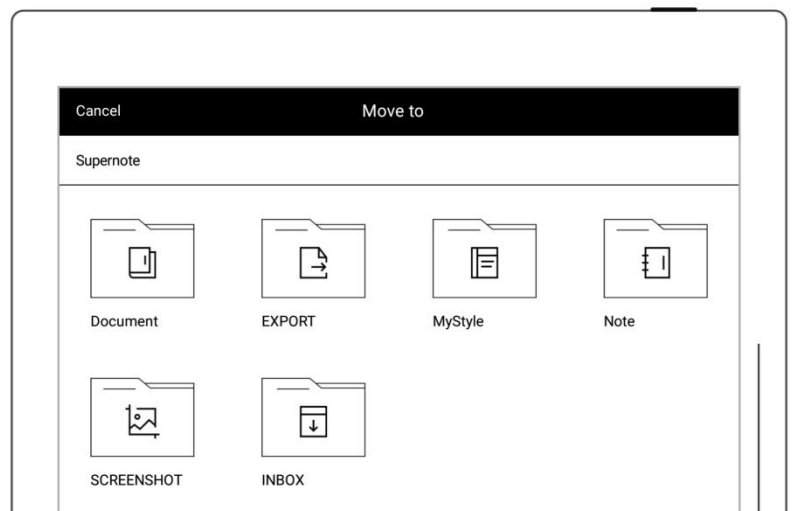 Cancel Move to
Supernote
Document EXPORT MyStyle Note
SCREENSHOT INBOX